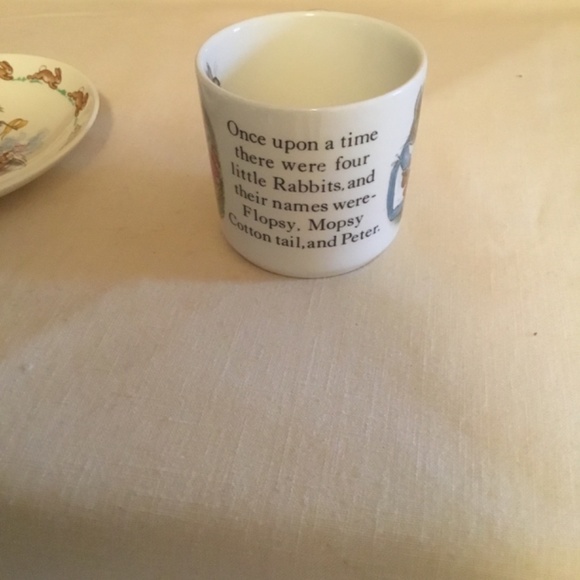 Once upon a time
there were four
little Rabbits, and
their names were-
Flopsy, Mopsy
Cotton tail, and Peter.